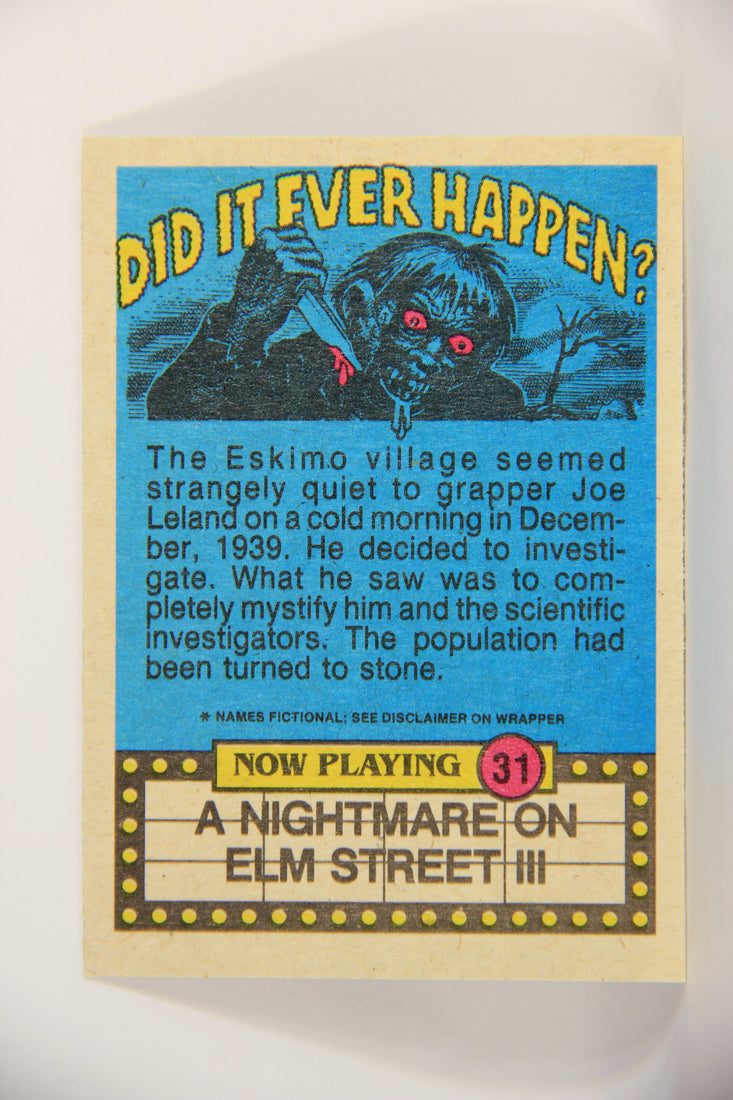 DID IT EVER HAPPEN?
The Eskimo village seemed
strangely quiet to grapper Joe
Leland on a cold morning in Decem-
ber, 1939. He decided to investi-
gate. What he saw was to com-
pletely mystify him and the scientific
investigators. The population had
been turned to stone.
* NAMES FICTIONAL; SEE DISCLAIMER ON WRAPPER
NOW PLAYING 31
A NIGHTMARE ON
ELM STREET III